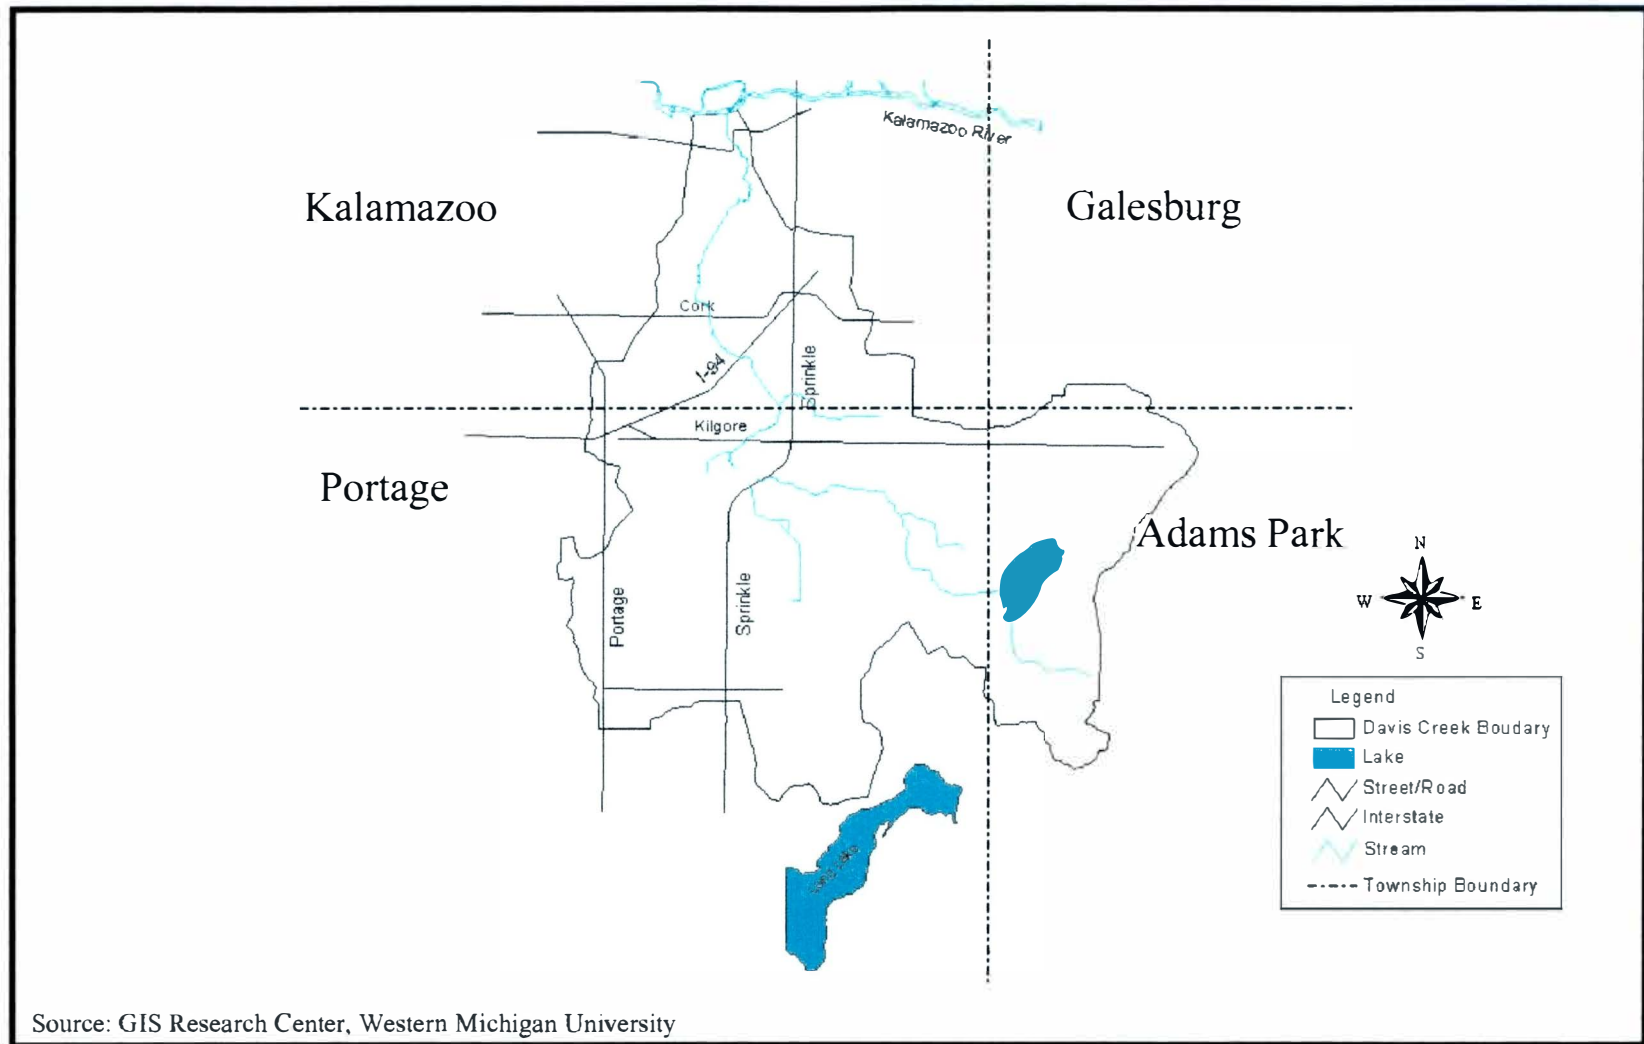 Kalamazoo River
Kalamazoo
Galesburg
Cork
I-94
Sprinkle
Kilgore
Portage
Adams Park
Portage
Sprinkle
N
W
E
S
Legend
Davis Creek Boudary
Lake
Street/Road
Interstate
Stream
Township Boundary
Source: GIS Research Center, Western Michigan University